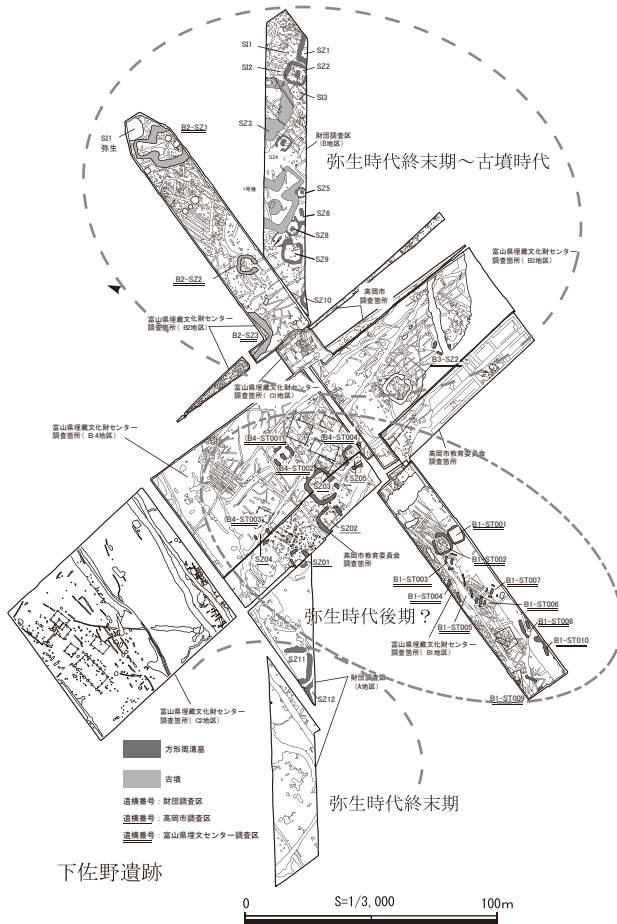 SI1
SZ1
SI2
SZ2
SI3
SZ3
財団調査区
(B地区)
SZ4
弥生時代終末期~古墳時代
SI1
弥生
B2-SZ1
1号墳
SZ5
SZ6
SZ8
SZ9
B2-SZ2
富山県埋蔵文化財センター
調査箇所( B3地区)
高岡市
調査箇所
SZ10
富山県埋蔵文化財センター
調査箇所( B2地区)
B2-SZ3
B3-SZ2
富山県埋蔵文化財センター
調査箇所( C1地区)
富山県埋蔵文化財センター
調査箇所( B4地区)
(B4-ST001)
(B4-ST004)
高岡市教育委員会
調査箇所
(B4-ST002)
SZ05
SZ03
(B4-ST003)
SZ02
SZ04
SZ01
高岡市教育委員会
調査箇所
B1-ST001
B1-ST002
B1-ST003
B1-ST007
B1-ST004
B1-ST006
B1-ST005
B1-ST008
B1-ST010
弥生時代後期?
富山県埋蔵文化財センター
調査箇所( B1地区)
SZ11
財団調査区
(A地区)
SZ12
B1-ST009
富山県埋蔵文化財センター
調査箇所( C2地区)
方形周溝墓
古墳
弥生時代終末期
遺構番号:財団調査区
遺構番号:高岡市調査区
遺構番号:富山県埋文センター調査区
下佐野遺跡
0
S=1/3,000
100m